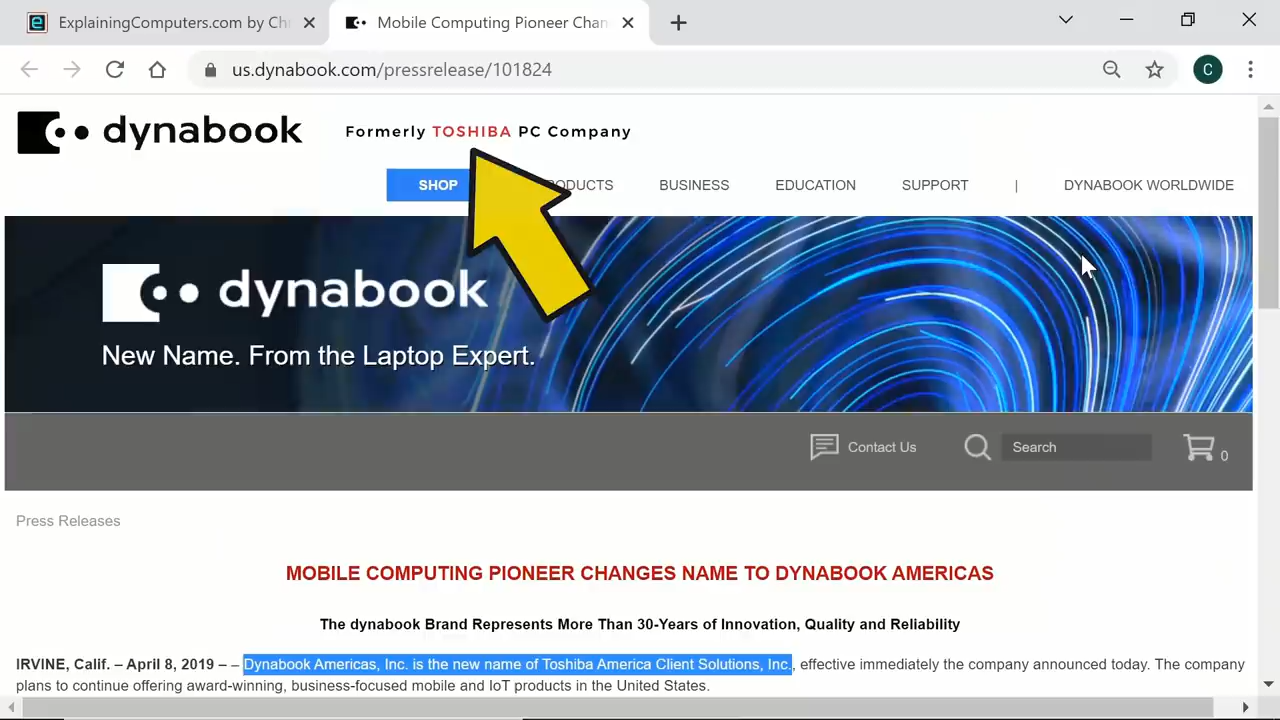 ExplainingComputers.com by Ch
Mobile Computing Pioneer Chan
us.dynabook.com/pressrelease/101824
C
dynabook
Formerly TOSHIBA PC Company
SHOP PRODUCTS BUSINESS EDUCATION SUPPORT | DYNABOOK WORLDWIDE
dynabook
New Name. From the Laptop Expert.
Contact Us Search 0
Press Releases
MOBILE COMPUTING PIONEER CHANGES NAME TO DYNABOOK AMERICAS
The dynabook Brand Represents More Than 30-Years of Innovation, Quality and Reliability
IRVINE, Calif. – April 8, 2019 – – Dynabook Americas, Inc. is the new name of Toshiba America Client Solutions, Inc., effective immediately the company announced today. The company
plans to continue offering award-winning, business-focused mobile and IoT products in the United States.